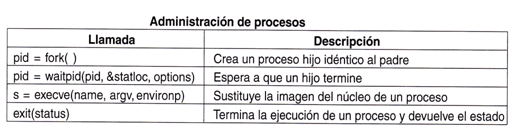 Administración de procesos
Llamada Descripción
pid = fork( ) Crea un proceso hijo idéntico al padre
pid = waitpid(pid, &statloc, options) Espera a que un hijo termine
s = execve(name, argv, environp) Sustituye la imagen del núcleo de un proceso
exit(status) Termina la ejecución de un proceso y devuelve el estado